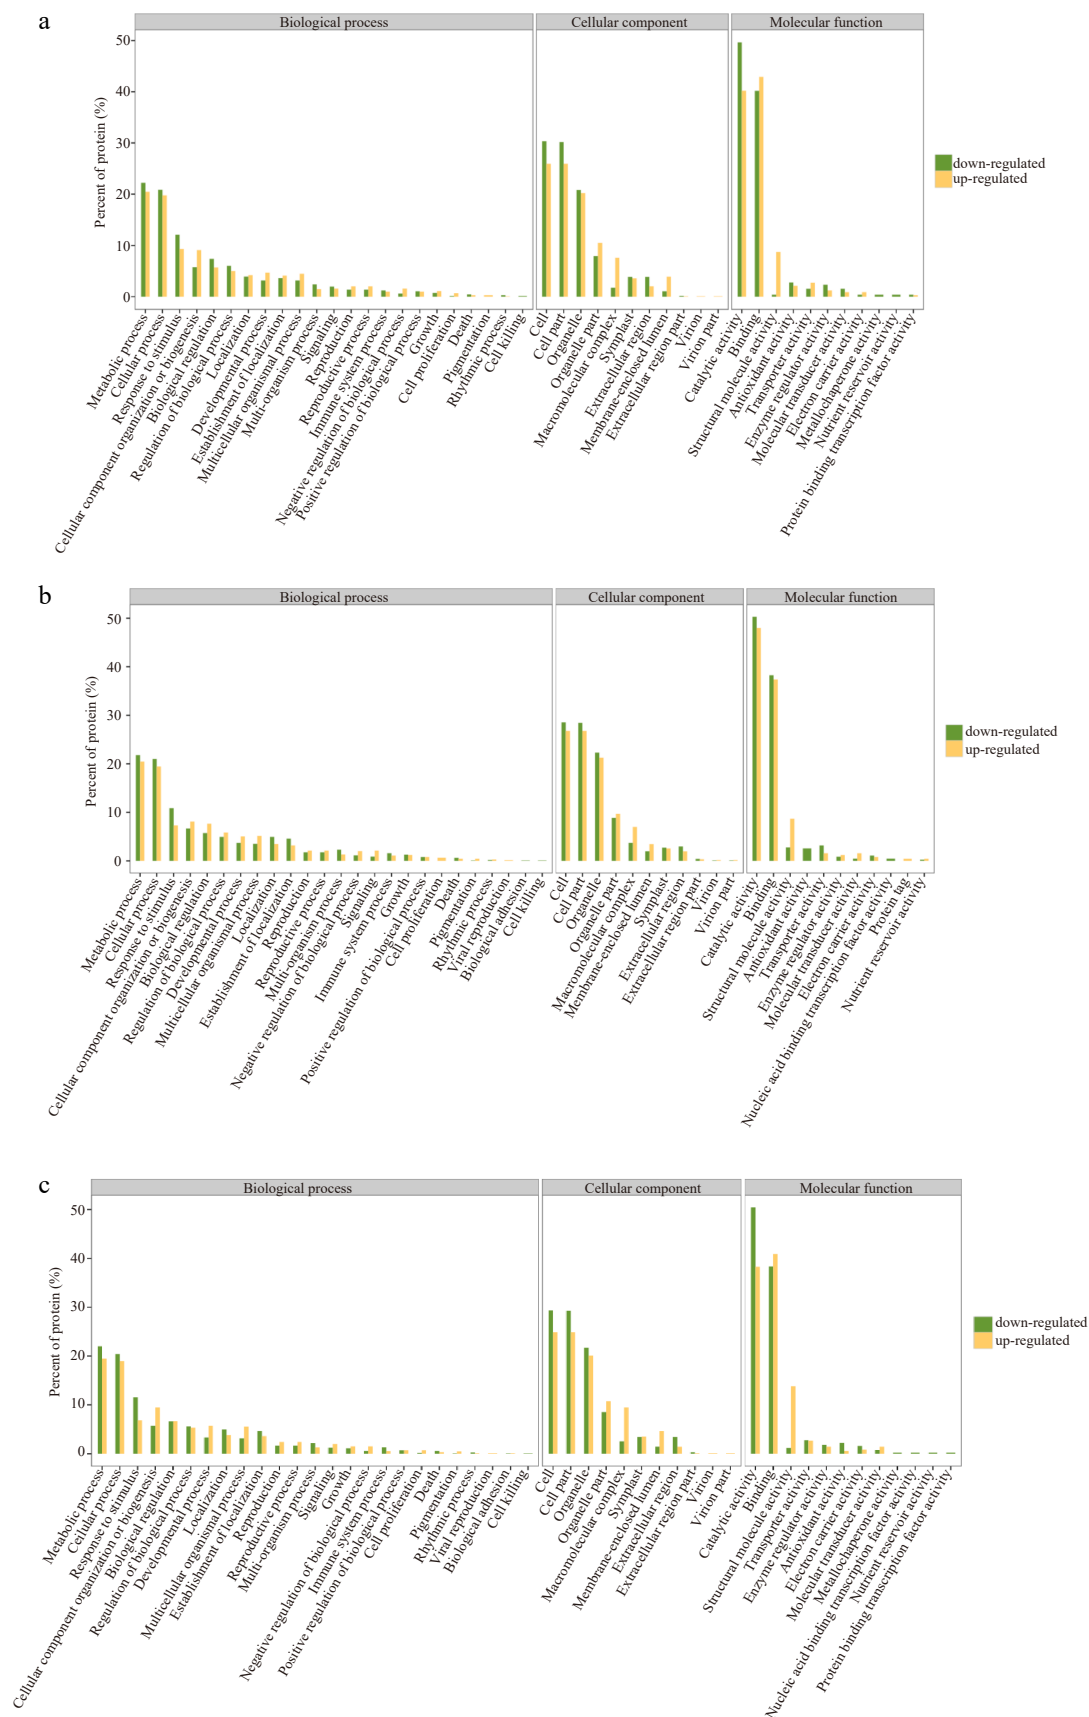 a
Biological process
Cellular component
Molecular function
Percent of protein (%)
50
40
30
20
10
0
down-regulated
up-regulated
Metabolic process
Cellular process
Response to stimulus
Cellular component organization or biogenesis
Biological regulation
Regulation of biological process
Localization
Developmental process
Establishment of localization
Multicellular organismal process
Multi-organism process
Signaling
Reproduction
Reproductive process
Immune system process
Negative regulation of biological process
Positive regulation of biological process
Growth
Cell proliferation
Death
Pigmentation
Rhythmic process
Cell killing
Cell
Cell part
Organelle
Organelle part
Macromolecular complex
Symplast
Extracellular region
Membrane-enclosed lumen
Extracellular region part
Virion
Virion part
Catalytic activity
Binding
Structural molecule activity
Antioxidant activity
Transporter activity
Enzyme regulator activity
Molecular transducer activity
Electron carrier activity
Metallochaperone activity
Nutrient reservoir activity
Protein binding transcription factor activity
b
Biological process
Cellular component
Molecular function
Percent of protein (%)
50
40
30
20
10
0
down-regulated
up-regulated
Metabolic process
Cellular process
Response to stimulus
Cellular component organization or biogenesis
Biological regulation
Regulation of biological process
Developmental process
Multicellular organismal process
Localization
Establishment of localization
Reproduction
Reproductive process
Multi-organism process
Negative regulation of biological process
Signaling
Immune system process
Growth
Positive regulation of biological process
Cell proliferation
Death
Pigmentation
Rhythmic process
Viral reproduction
Biological adhesion
Cell killing
Cell
Cell part
Organelle
Organelle part
Macromolecular complex
Membrane-enclosed lumen
Symplast
Extracellular region
Extracellular region part
Virion
Virion part
Catalytic activity
Binding
Structural molecule activity
Antioxidant activity
Transporter activity
Enzyme regulator activity
Molecular transducer activity
Electron carrier activity
Nucleic acid binding transcription factor activity
Protein tag
Nutrient reservoir activity
c
Biological process
Cellular component
Molecular function
Percent of protein (%)
50
40
30
20
10
0
down-regulated
up-regulated
Metabolic process
Cellular process
Response to stimulus
Cellular component organization or biogenesis
Biological regulation
Regulation of biological process
Developmental process
Localization
Multicellular organismal process
Establishment of localization
Reproduction
Reproductive process
Multi-organism process
Signaling
Growth
Negative regulation of biological process
Immune system process
Positive regulation of biological process
Cell proliferation
Death
Pigmentation
Rhythmic process
Viral reproduction
Biological adhesion
Cell killing
Cell
Cell part
Organelle
Organelle part
Macromolecular complex
Symplast
Membrane-enclosed lumen
Extracellular region
Extracellular region part
Virion
Virion part
Catalytic activity
Binding
Structural molecule activity
Transporter activity
Enzyme regulator activity
Antioxidant activity
Electron carrier activity
Molecular transducer activity
Metallochaperone activity
Nucleic acid binding transcription factor activity
Nutrient reservoir activity
Protein binding transcription factor activity